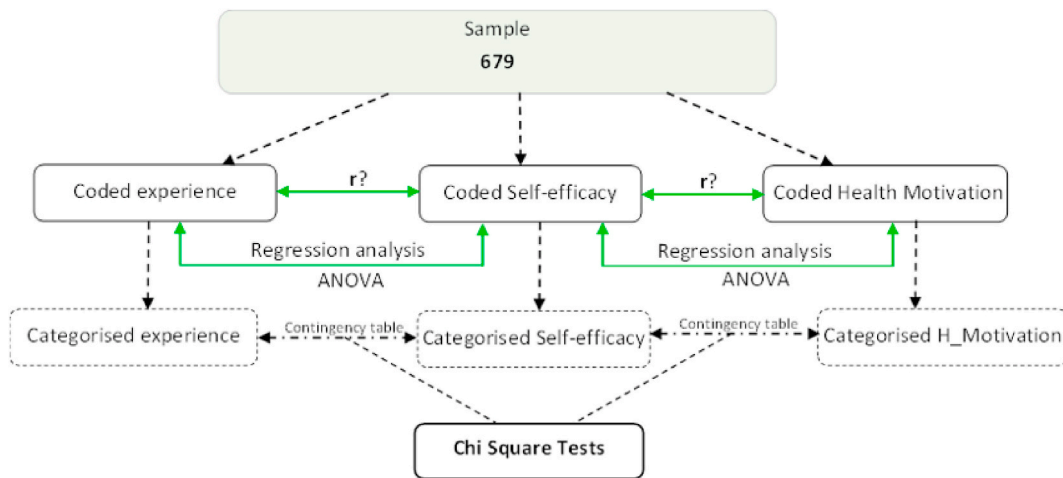 Sample
679
Coded experience
r?
Coded Self-efficacy
r?
Coded Health Motivation
Regression analysis
ANOVA
Regression analysis
ANOVA
Categorised experience
Contingency table
Categorised Self-efficacy
Contingency table
Categorised H_Motivation
Chi Square Tests